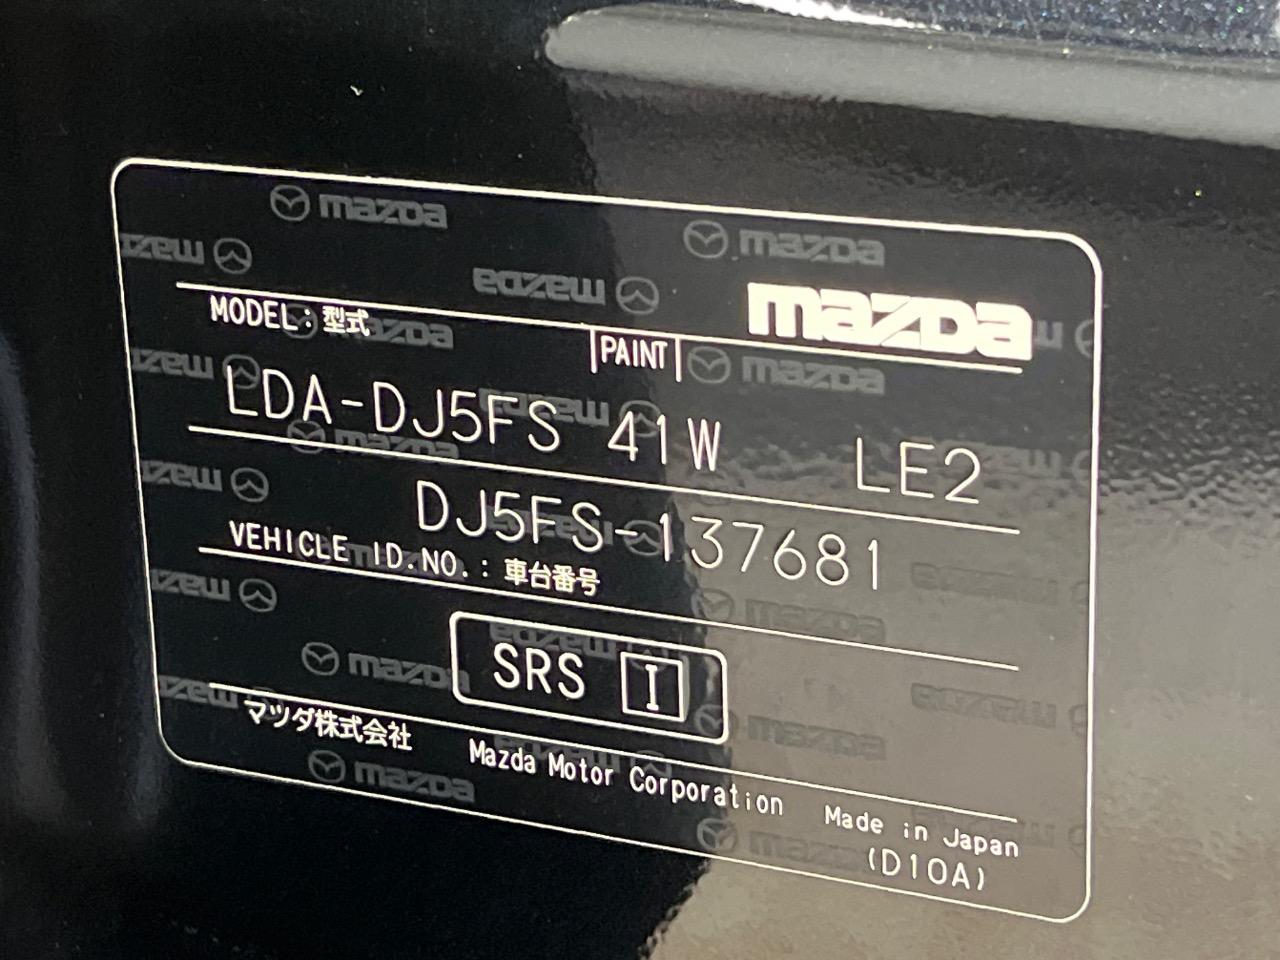 mazda
MODEL: 型式
PAINT
LDA-DJ5FS 41W LE2
DJ5FS-137681
VEHICLE ID.NO.: 車台番号
SRS I
マツダ株式会社 Mazda Motor Corporation Made in Japan
(D10A)